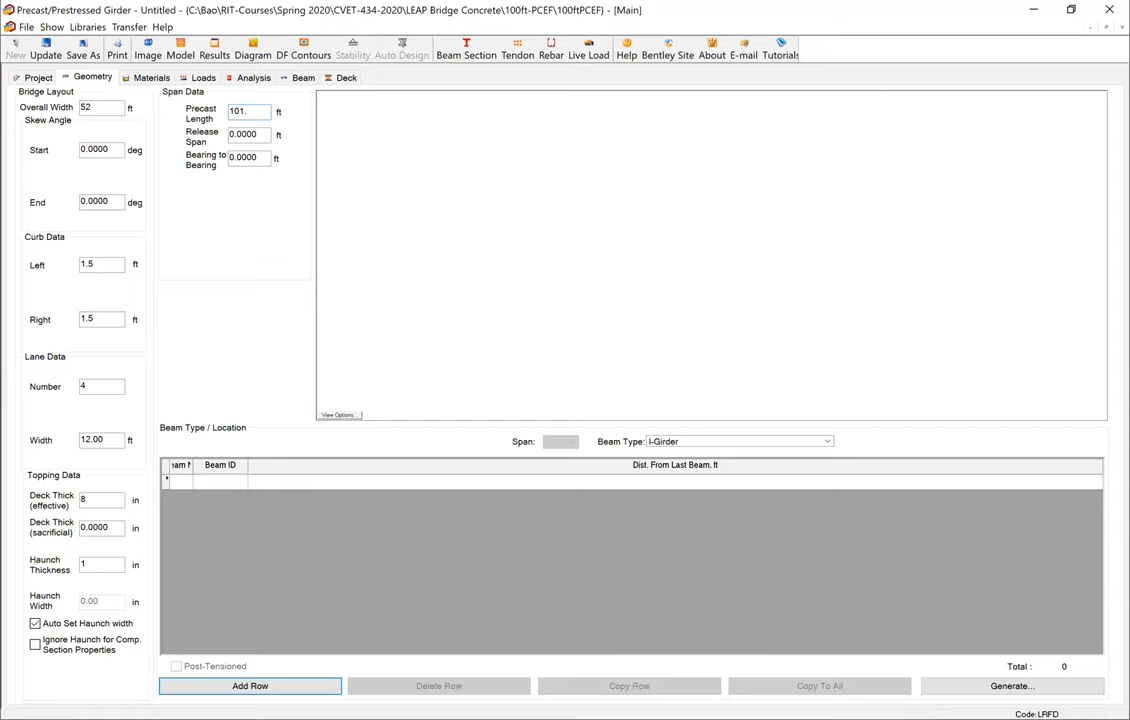 Precast/Prestressed Girder - Untitled - (C:\Bao\RIT-Courses\Spring 2020\CVET-434-2020\LEAP Bridge Concrete\100ft-PCEF\100ftPCEF) - [Main]
File Show Libraries Transfer Help
New Update Save As Print Image Model Results Diagram DF Contours Stability Auto Design Beam Section Tendon Rebar Live Load Help Bentley Site About E-mail Tutorials
Project Geometry Materials Loads Analysis Beam Deck
Bridge Layout
Overall Width 52 ft
Skew Angle
Start 0.0000 deg
End 0.0000 deg
Curb Data
Left 1.5 ft
Right 1.5 ft
Lane Data
Number 4
Width 12.00 ft
Topping Data
Deck Thick (effective) 8 in
Deck Thick (sacrificial) 0.0000 in
Haunch Thickness 1 in
Haunch Width 0.00 in
Auto Set Haunch width
Ignore Haunch for Comp. Section Properties
Span Data
Precast Length 101. ft
Release Span 0.0000 ft
Bearing to Bearing 0.0000 ft
View Options...
Beam Type / Location
Span: Beam Type: I-Girder
Beam ID Dist. From Last Beam, ft
Post-Tensioned Total : 0
Add Row Delete Row Copy Row Copy To All Generate...
Code: LRFD